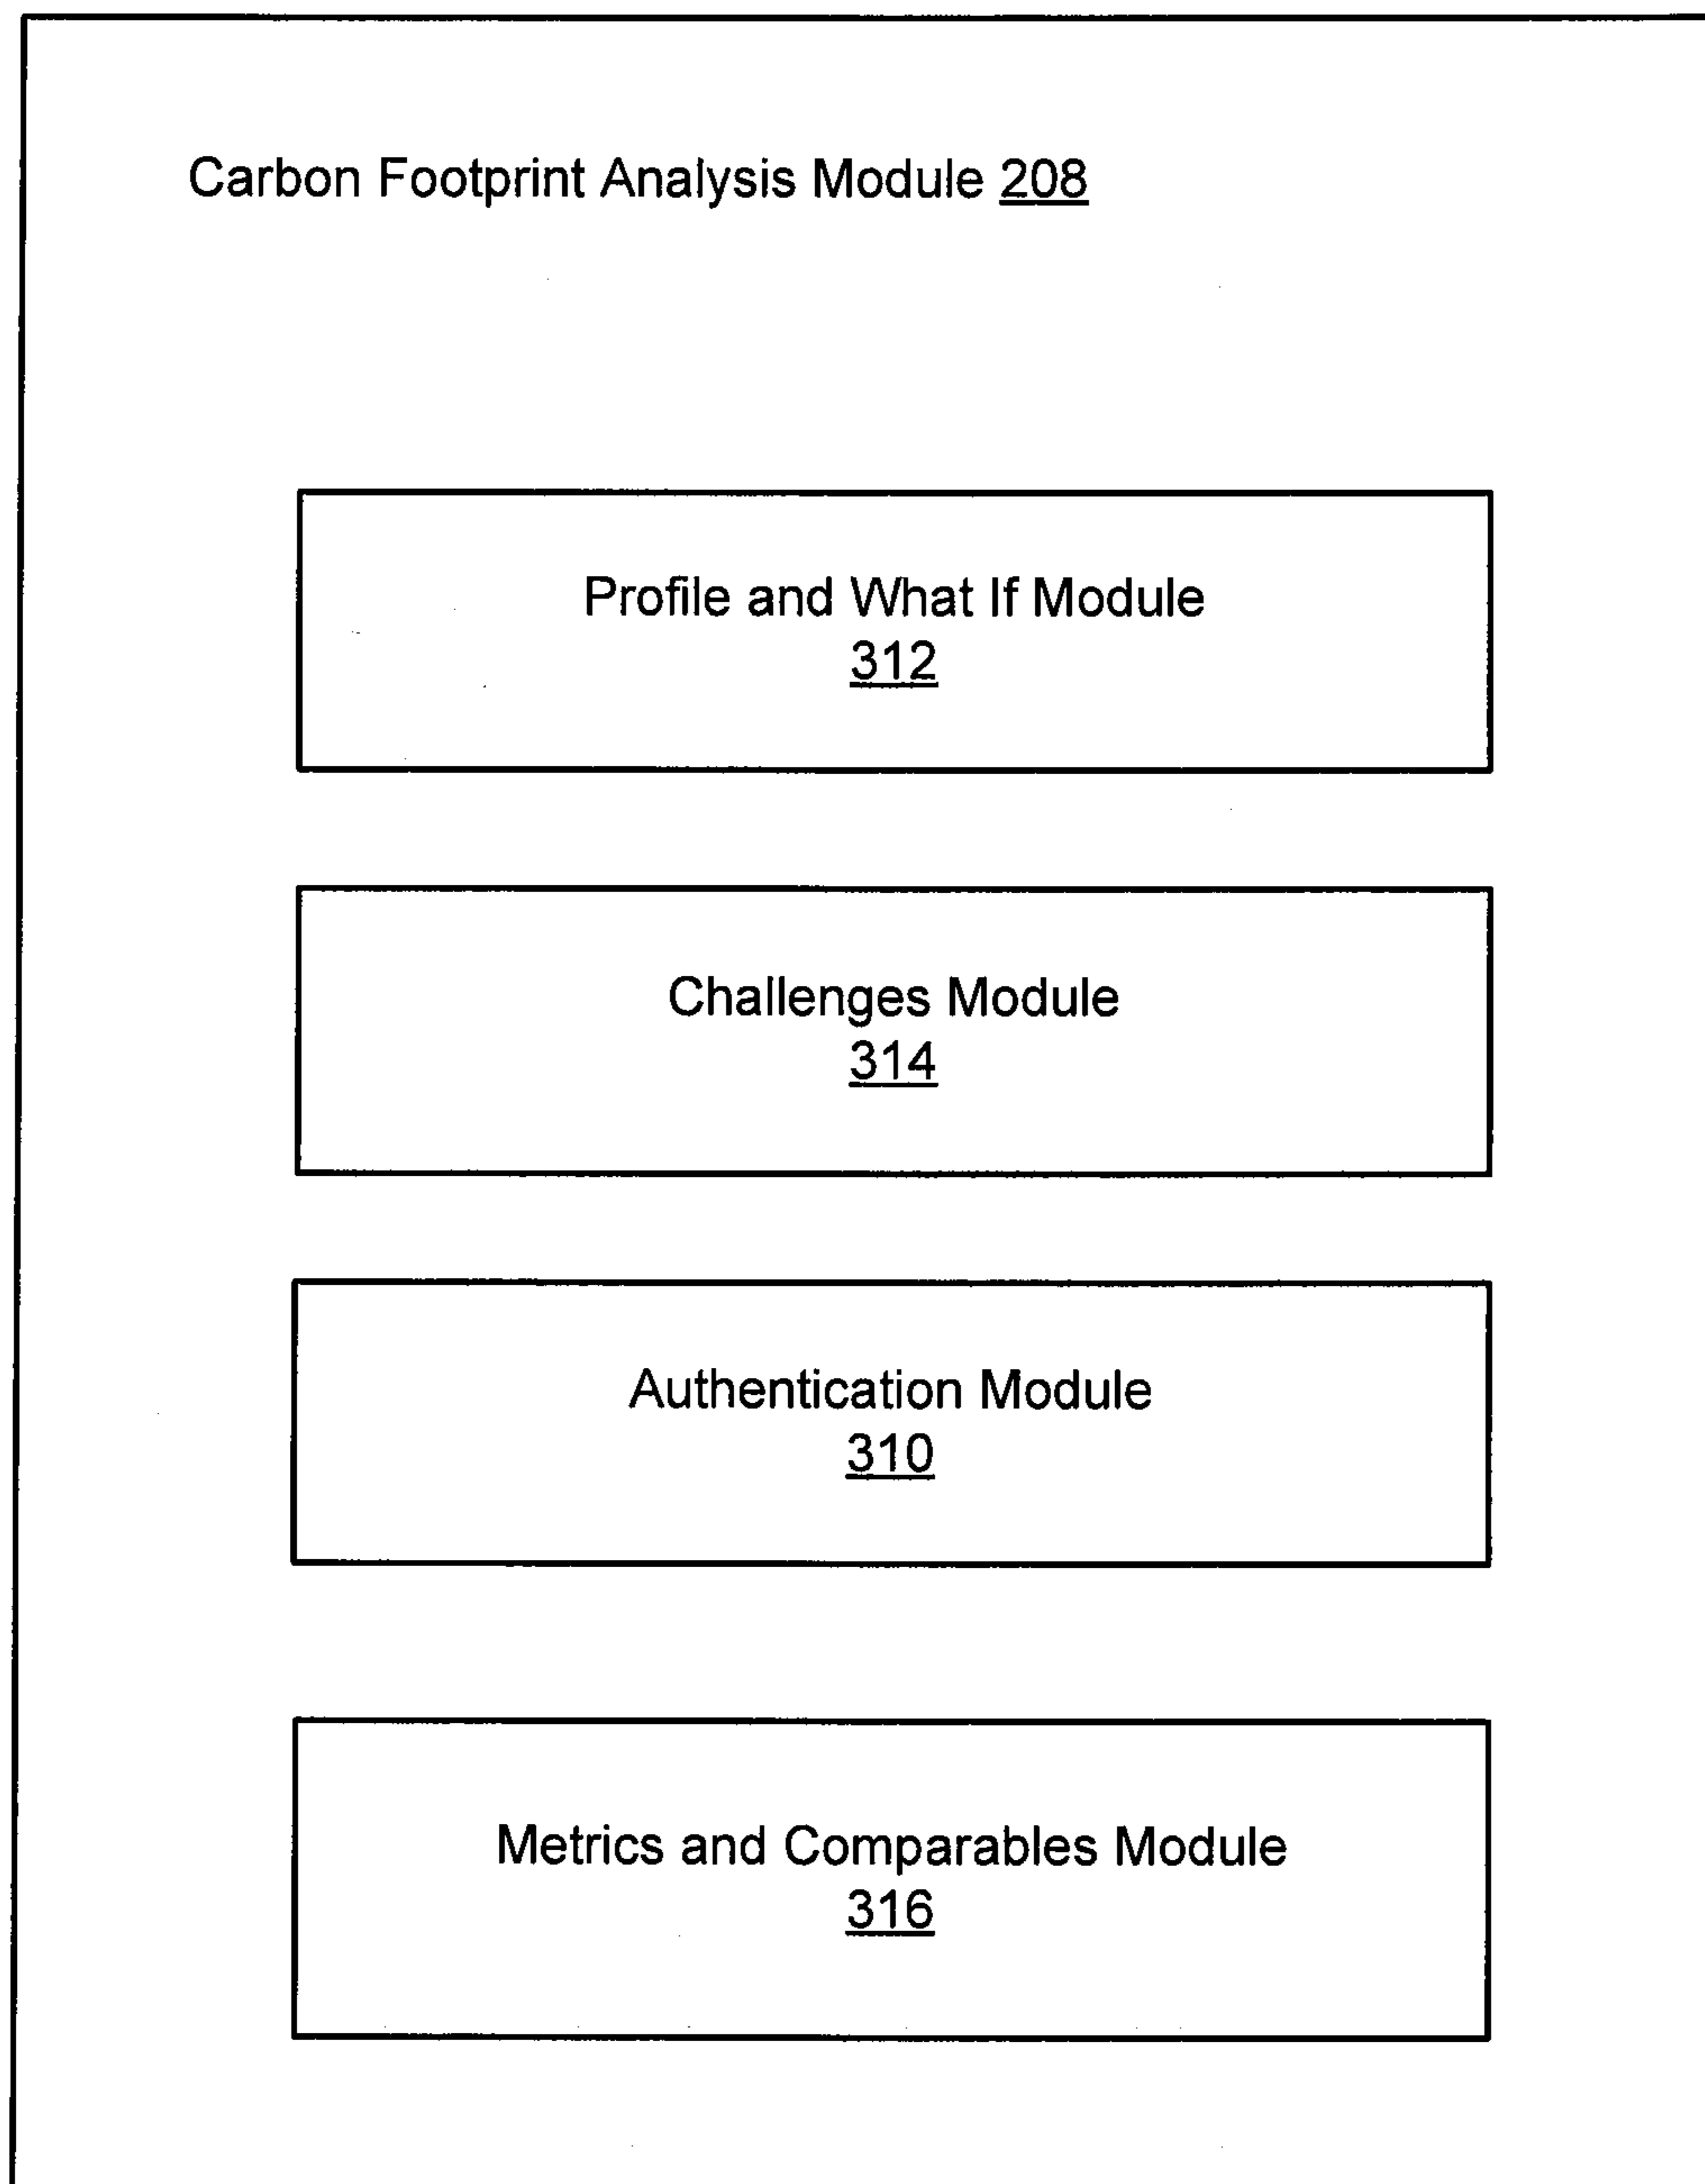 Carbon Footprint Analysis Module 208
Profile and What If Module
312
Challenges Module
314
Authentication Module
310
Metrics and Comparables Module
316